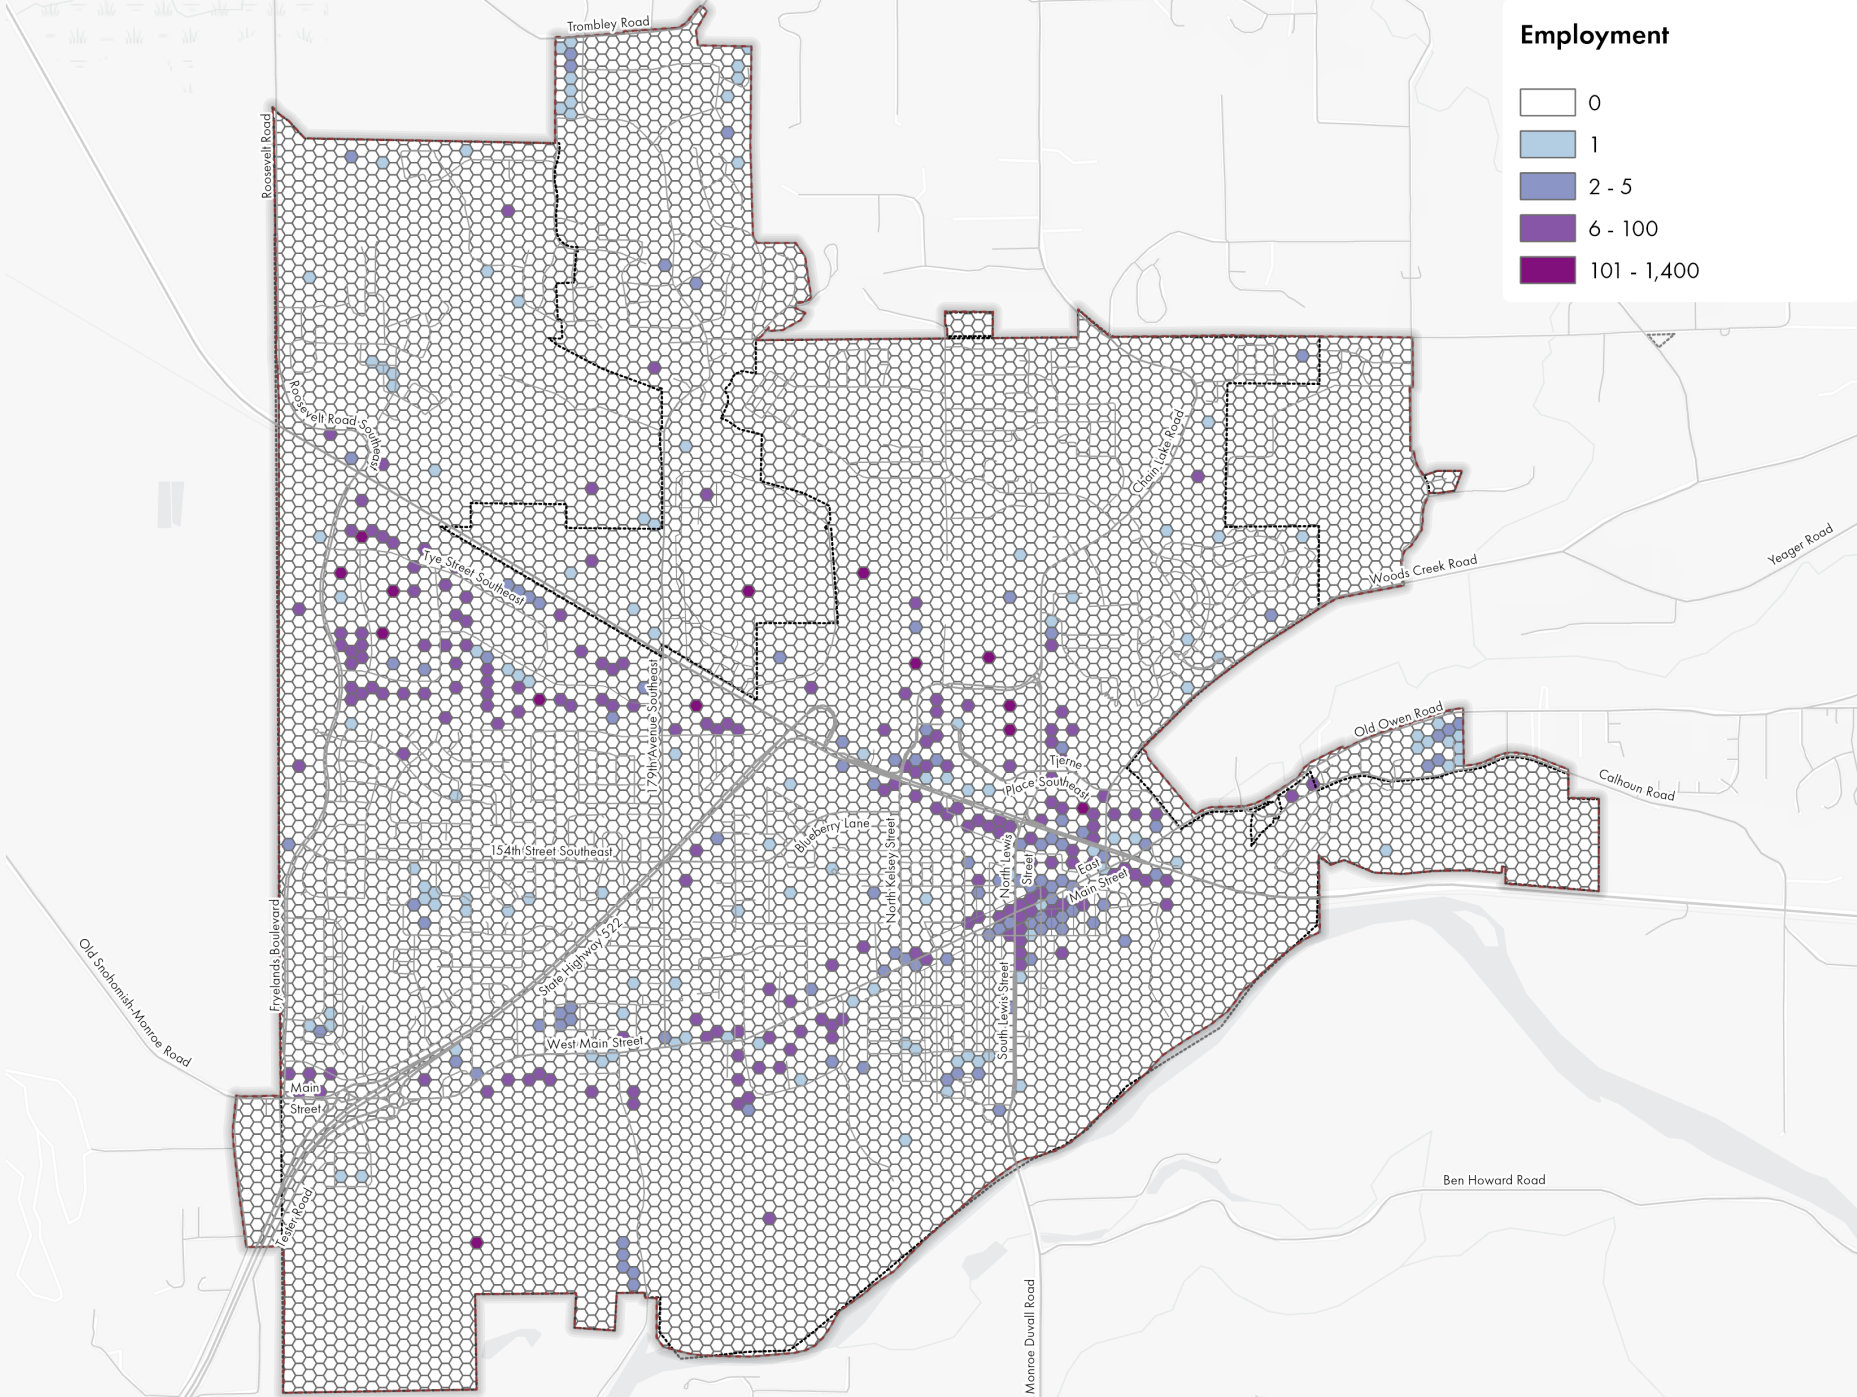 Employment
0
1
2 - 5
6 - 100
101 - 1,400
Trombley Road
Roosevelt Road
Roosevelt Road Southeast
Chain Lake Road
Yeager Road
Woods Creek Road
Tye Street Southeast
179th Avenue Southeast
Old Owen Road
Calhoun Road
Tjerne
Place Southeast
Blueberry Lane
154th Street Southeast
North Kelsey Street
North Lewis
Street
East
Main Street
State Highway 522
Fryelands Boulevard
Old Snohomish-Monroe Road
West Main Street
South Lewis Street
Main
Street
Tester Road
Ben Howard Road
Monroe Duvall Road